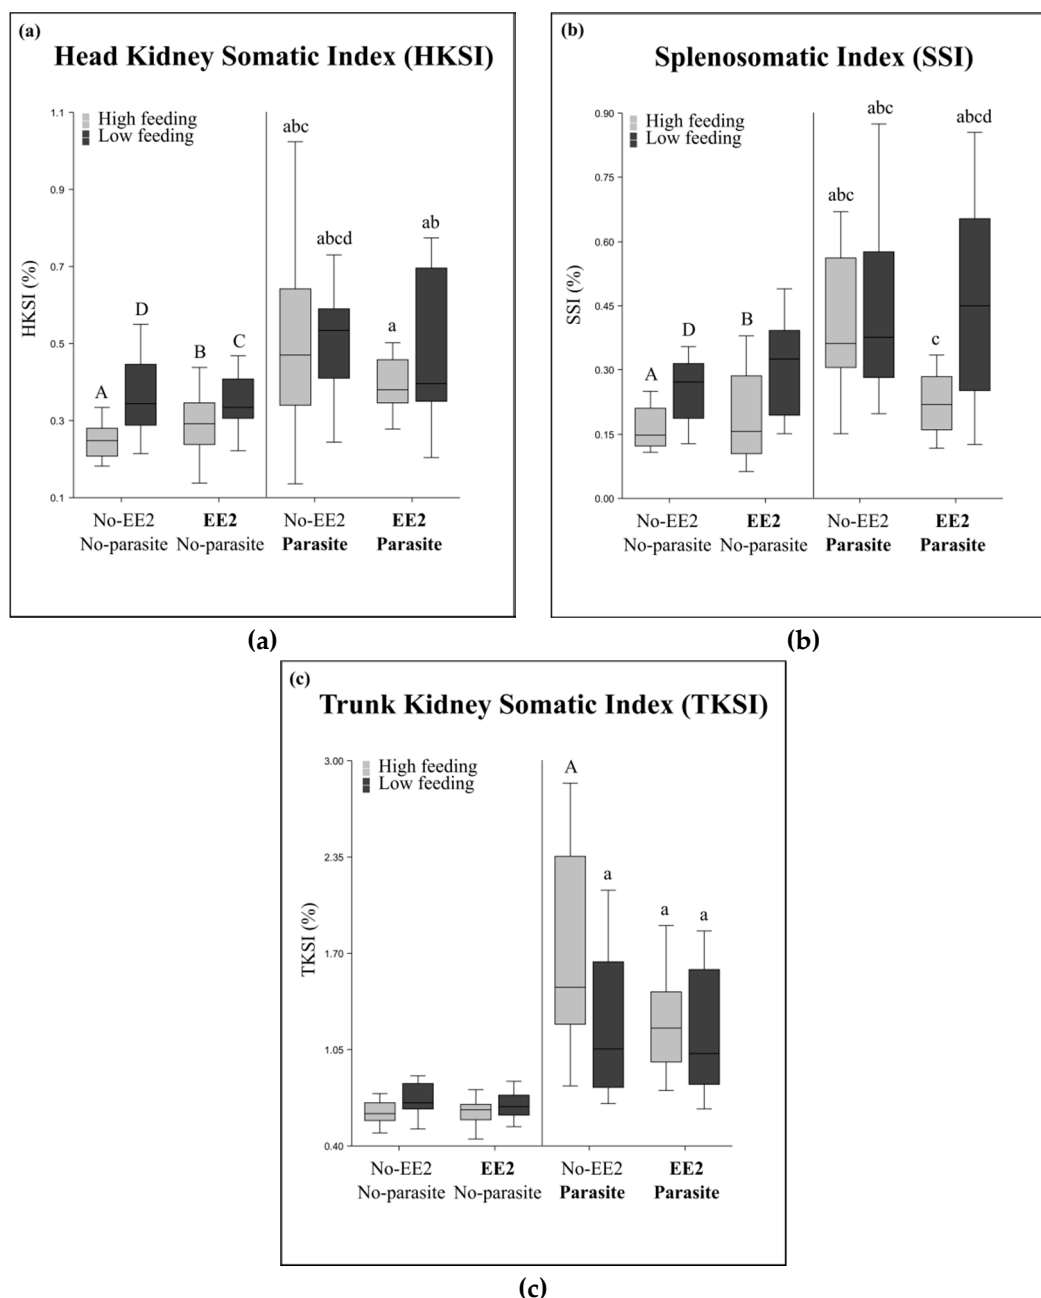 (a)
Head Kidney Somatic Index (HKSI)
High feeding
Low feeding
HKSI (%)
1.1
0.9
0.7
0.5
0.3
0.1
A
D
B
C
abc
abcd
a
ab
No-EE2
No-parasite
EE2
No-parasite
No-EE2
Parasite
EE2
Parasite
(a)
(b)
Splenosomatic Index (SSI)
High feeding
Low feeding
SSI (%)
0.90
0.75
0.60
0.45
0.30
0.15
0.00
A
D
B
abc
abc
c
abcd
No-EE2
No-parasite
EE2
No-parasite
No-EE2
Parasite
EE2
Parasite
(b)
(c)
Trunk Kidney Somatic Index (TKSI)
High feeding
Low feeding
TKSI (%)
3.00
2.35
1.70
1.05
0.40
A
a
a
a
No-EE2
No-parasite
EE2
No-parasite
No-EE2
Parasite
EE2
Parasite
(c)